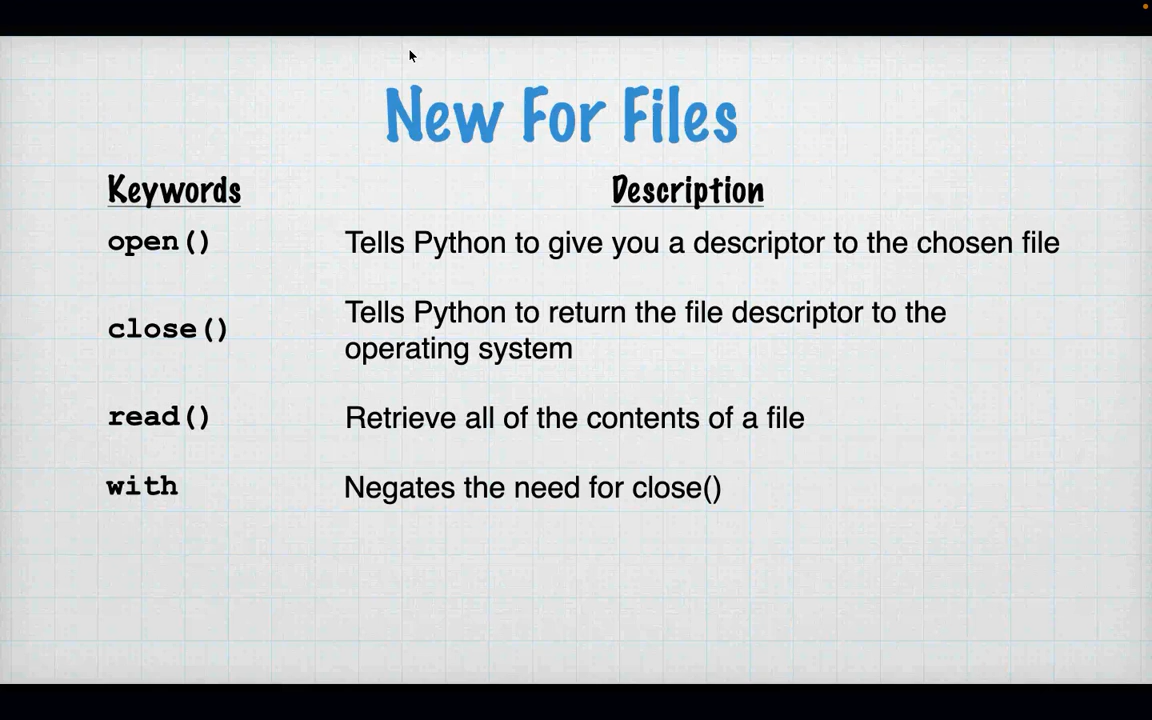 New For Files
Keywords Description
open() Tells Python to give you a descriptor to the chosen file
close() Tells Python to return the file descriptor to the
operating system
read() Retrieve all of the contents of a file
with Negates the need for close()